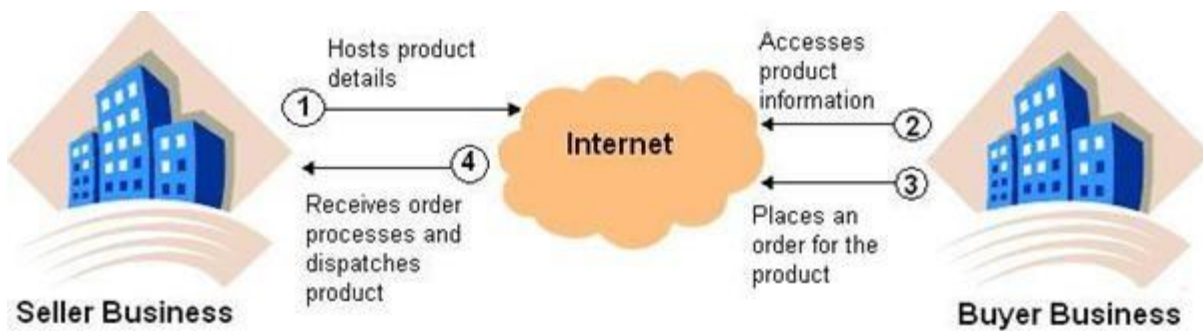 Hosts product
details
1
4
Receives order
processes and
dispatches
product
Seller Business
Internet
Accesses
product
information
2
3
Places an
order for the
product
Buyer Business